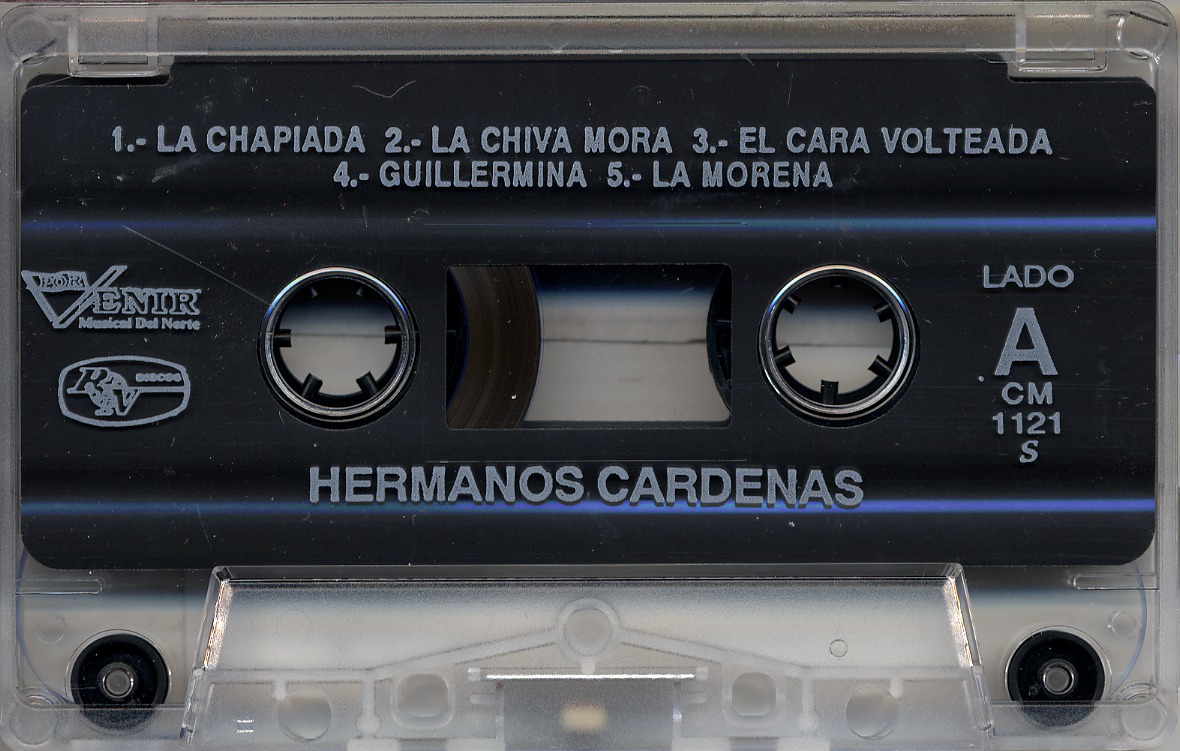 1.- LA CHAPIADA 2.- LA CHIVA MORA 3.- EL CARA VOLTEADA
4.- GUILLERMINA 5.- LA MORENA
POR VENIR
Musical Del Norte
DISCOS
RV
LADO
A
CM
1121
S
HERMANOS CARDENAS